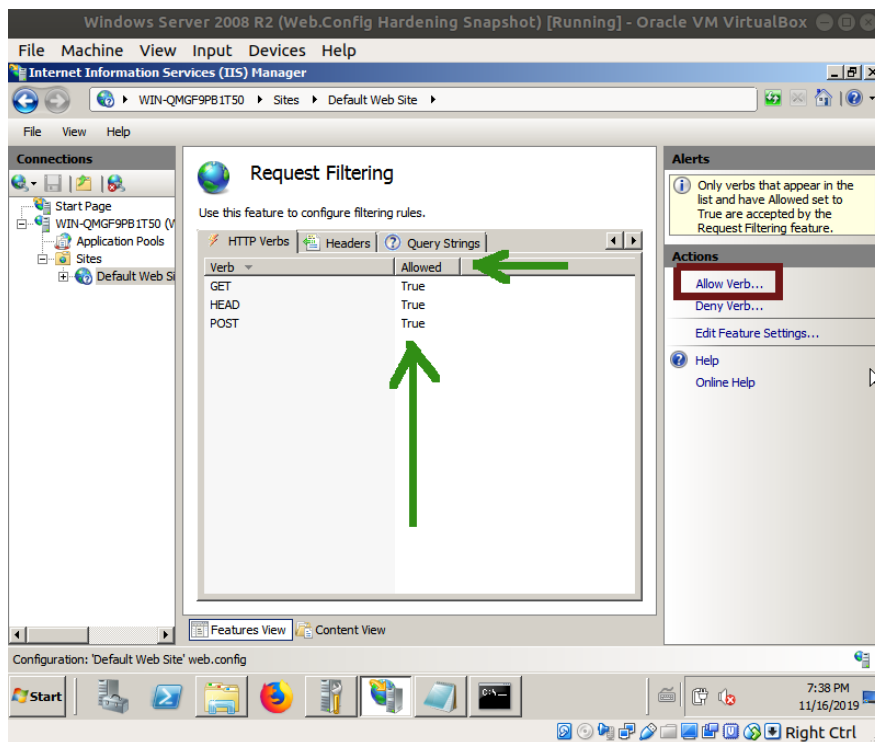 Windows Server 2008 R2 (Web.Config Hardening Snapshot) [Running] - Oracle VM VirtualBox
File Machine View Input Devices Help
Internet Information Services (IIS) Manager
WIN-QMGF9PB1T50 Sites Default Web Site
File View Help
Connections
Start Page
WIN-QMGF9PB1T50 (V
Application Pools
Sites
Default Web Si
Request Filtering
Use this feature to configure filtering rules.
HTTP Verbs Headers Query Strings
Verb Allowed
GET True
HEAD True
POST True
Features View Content View
Alerts
Only verbs that appear in the
list and have Allowed set to
True are accepted by the
Request Filtering feature.
Actions
Allow Verb...
Deny Verb...
Edit Feature Settings...
Help
Online Help
Configuration: 'Default Web Site' web.config
Start
C:\_
7:38 PM
11/16/2019
Right Ctrl